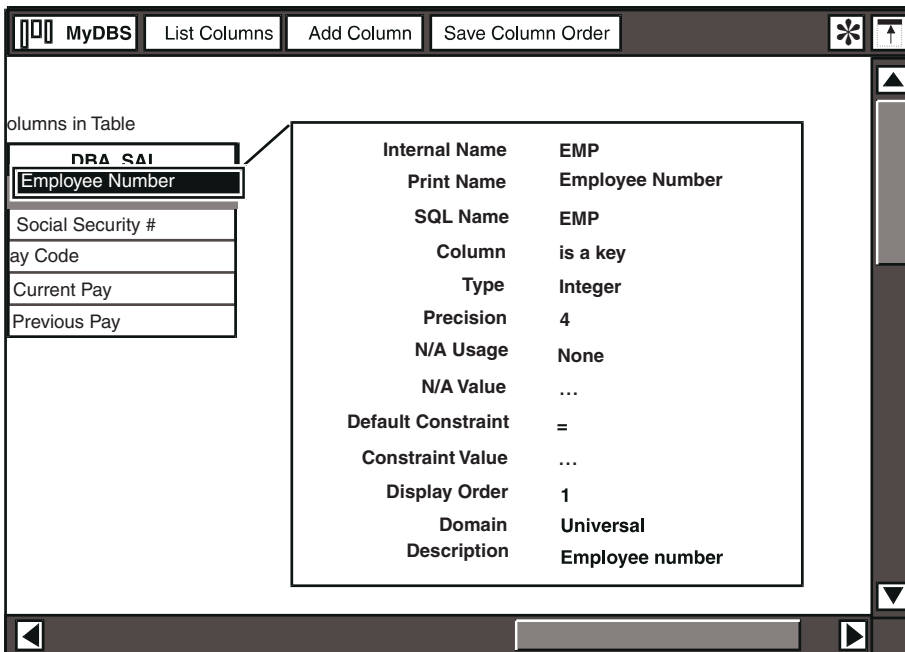 MyDBS List Columns Add Column Save Column Order
olumns in Table
DBA_SAL
Employee Number
Social Security #
ay Code
Current Pay
Previous Pay
Internal Name EMP
Print Name Employee Number
SQL Name EMP
Column is a key
Type Integer
Precision 4
N/A Usage None
N/A Value ...
Default Constraint =
Constraint Value ...
Display Order 1
Domain Universal
Description Employee number